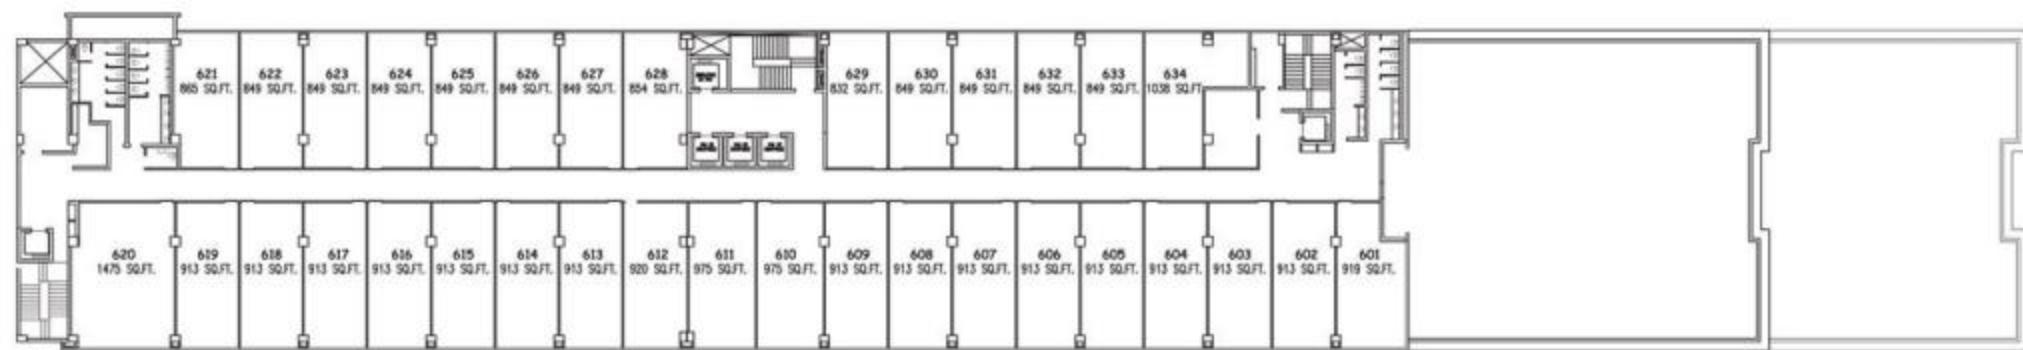 621
865 SQ.FT.
622
849 SQ.FT.
623
849 SQ.FT.
624
849 SQ.FT.
625
849 SQ.FT.
626
849 SQ.FT.
627
849 SQ.FT.
628
854 SQ.FT.
629
832 SQ.FT.
630
849 SQ.FT.
631
849 SQ.FT.
632
849 SQ.FT.
633
849 SQ.FT.
634
1038 SQ.FT.
620
1475 SQ.FT.
619
913 SQ.FT.
618
913 SQ.FT.
617
913 SQ.FT.
616
913 SQ.FT.
615
913 SQ.FT.
614
913 SQ.FT.
613
913 SQ.FT.
612
920 SQ.FT.
611
975 SQ.FT.
610
975 SQ.FT.
609
913 SQ.FT.
608
913 SQ.FT.
607
913 SQ.FT.
606
913 SQ.FT.
605
913 SQ.FT.
604
913 SQ.FT.
603
913 SQ.FT.
602
913 SQ.FT.
601
919 SQ.FT.